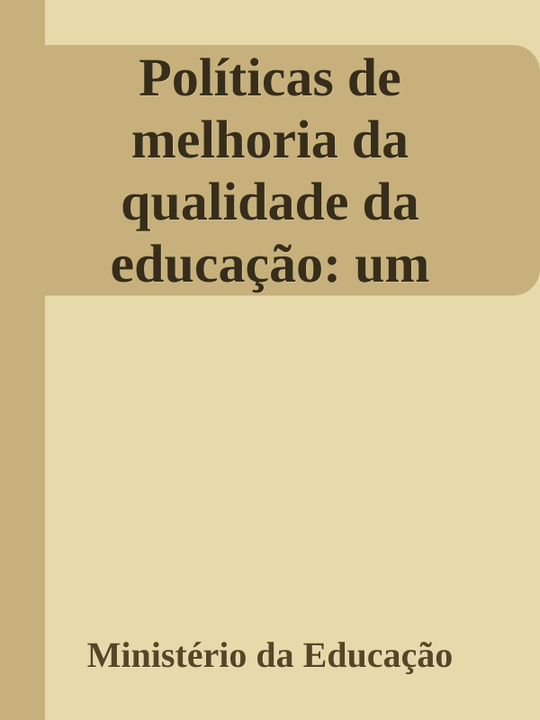 Políticas de
melhoria da
qualidade da
educação: um
Ministério da Educação